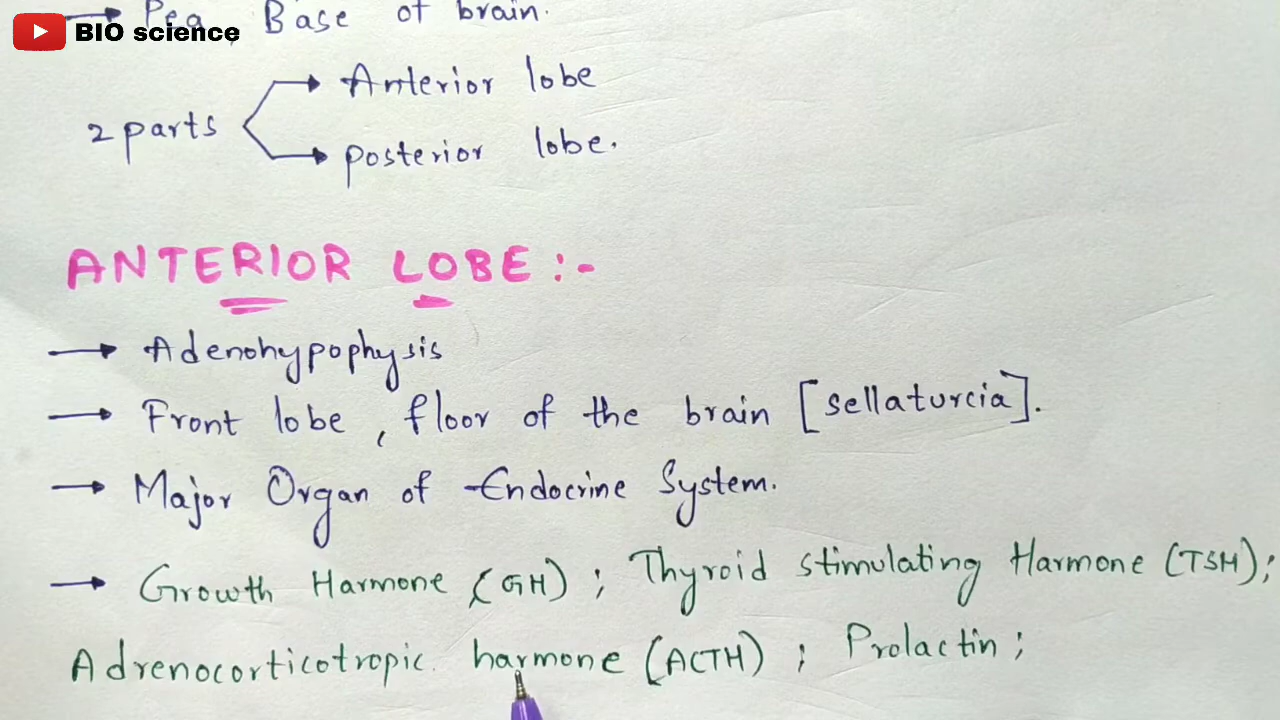 → Pea, Base of brain.
BIO science
2 parts → Anterior lobe
→ posterior lobe.
ANTERIOR LOBE :-
→ Adenohypophysis
→ Front lobe, floor of the brain [sellaturcia].
→ Major Organ of Endocrine System.
→ Growth Harmone (GH) ; Thyroid stimulating Harmone (TSH);
Adrenocorticotropic. harmone (ACTH) ; Prolactin ;